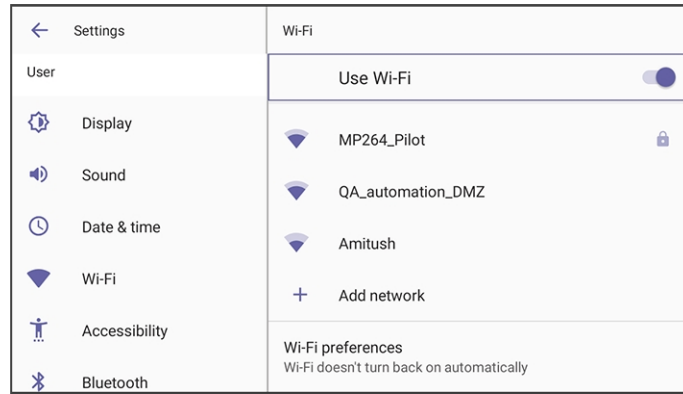 Settings
User
Display
Sound
Date & time
Wi-Fi
Accessibility
Bluetooth
Wi-Fi
Use Wi-Fi
MP264_Pilot
QA_automation_DMZ
Amitush
Add network
Wi-Fi preferences
Wi-Fi doesn't turn back on automatically